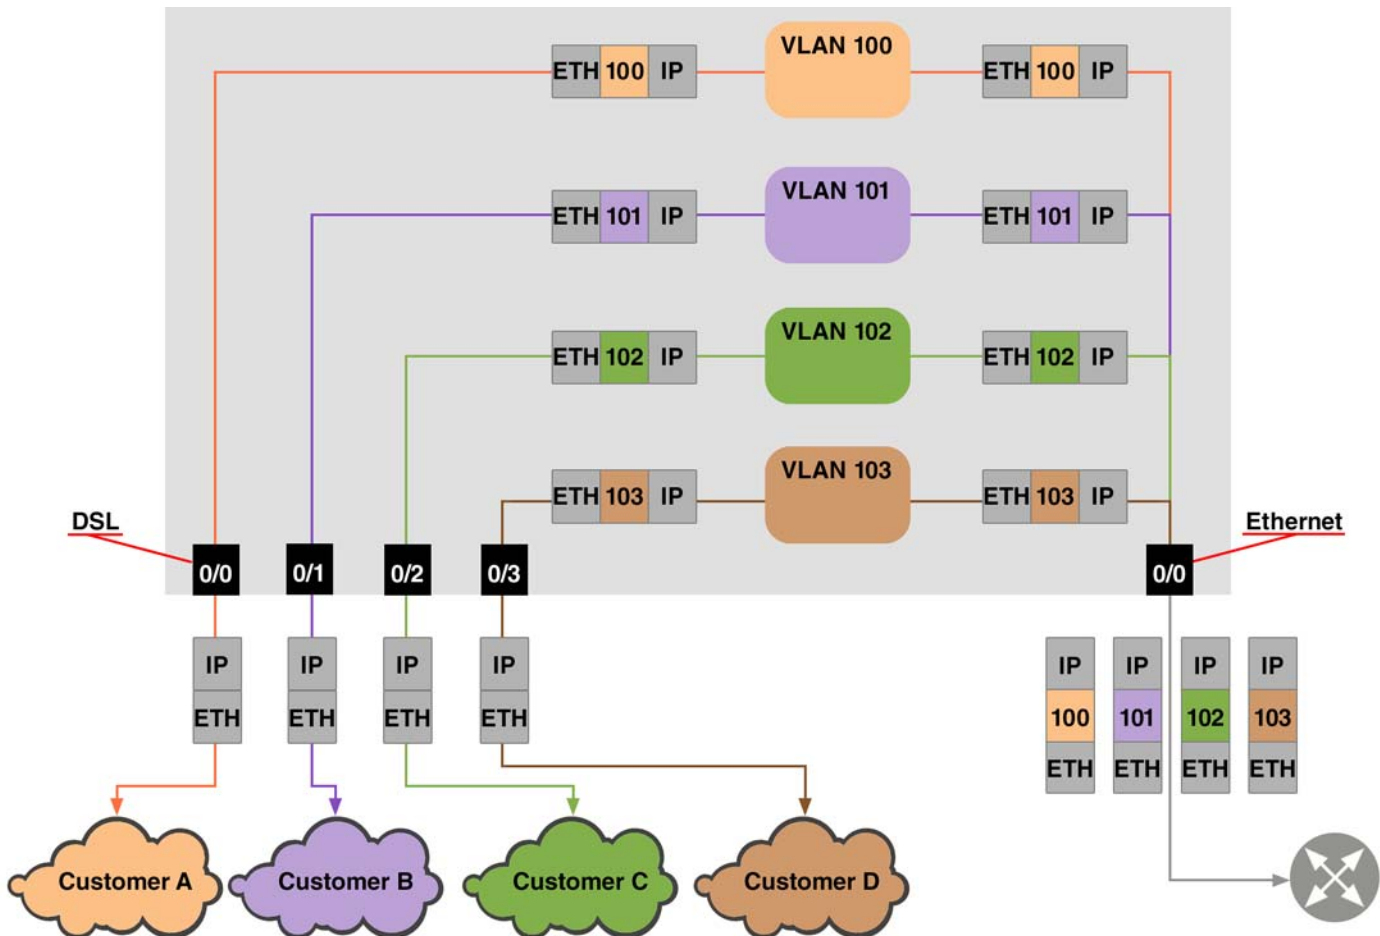 VLAN 100
ETH 100 IP
ETH 100 IP
VLAN 101
ETH 101 IP
ETH 101 IP
VLAN 102
ETH 102 IP
ETH 102 IP
VLAN 103
ETH 103 IP
ETH 103 IP
DSL
Ethernet
0/0
0/1
0/2
0/3
0/0
IP
IP
IP
IP
ETH
ETH
ETH
ETH
IP
IP
IP
IP
100
101
102
103
ETH
ETH
ETH
ETH
Customer A
Customer B
Customer C
Customer D